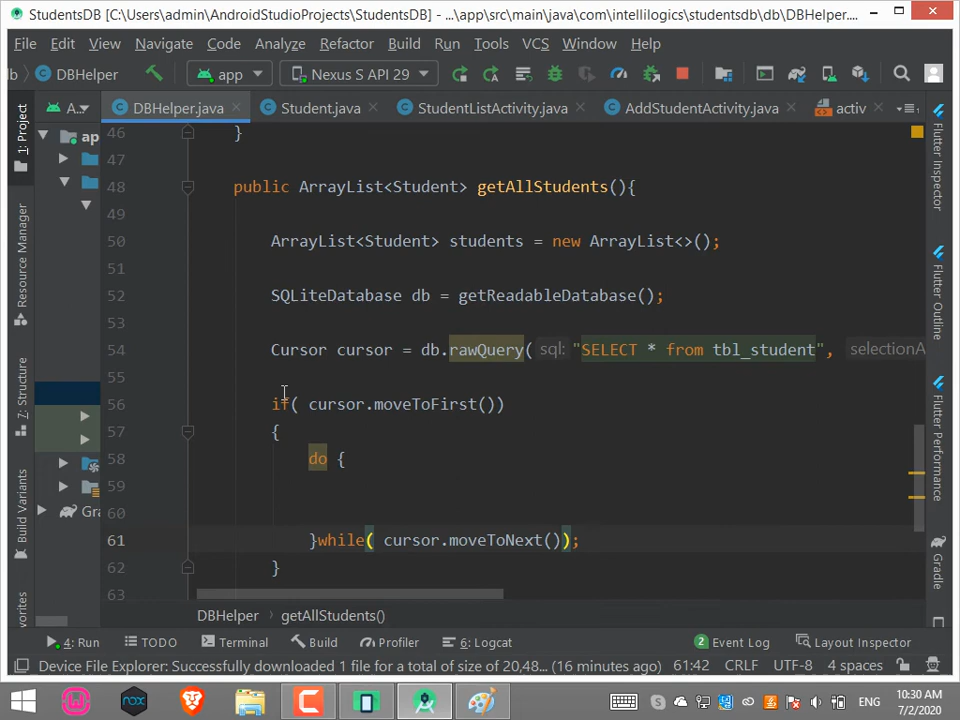 StudentsDB [C:\Users\admin\AndroidStudioProjects\StudentsDB] - ...\app\src\main\java\com\intellilogics\studentsdb\db\DBHelper....
File Edit View Navigate Code Analyze Refactor Build Run Tools VCS Window Help
db DBHelper app Nexus S API 29
A... DBHelper.java Student.java StudentListActivity.java AddStudentActivity.java activ
1: Project
Resource Manager
7: Structure
Build Variants
ap
Gra
46 }
47
48 public ArrayList<Student> getAllStudents(){
49
50 ArrayList<Student> students = new ArrayList<>();
51
52 SQLiteDatabase db = getReadableDatabase();
53
54 Cursor cursor = db.rawQuery( sql: "SELECT * from tbl_student", selectionA
55
56 if( cursor.moveToFirst())
57 {
58 do {
59
60
61 }while( cursor.moveToNext());
62 }
63
Flutter Inspector
Flutter Outline
Flutter Performance
Gradle
DBHelper getAllStudents()
4: Run TODO Terminal Build Profiler 6: Logcat 2 Event Log Layout Inspector
Device File Explorer: Successfully downloaded 1 file for a total of size of 20,48... (16 minutes ago) 61:42 CRLF UTF-8 4 spaces
nox ENG 10:30 AM
7/2/2020